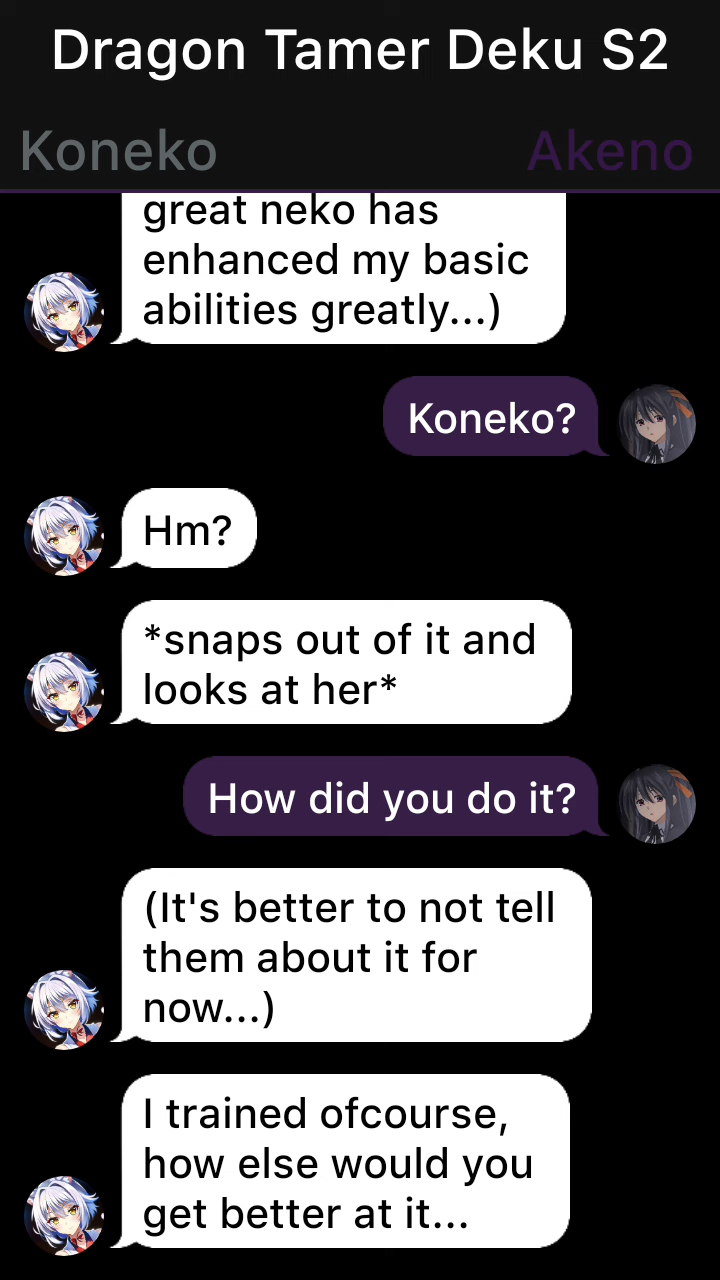 Dragon Tamer Deku S2
Koneko
Akeno
great neko has
enhanced my basic
abilities greatly...)
Koneko?
Hm?
*snaps out of it and
looks at her*
How did you do it?
(It's better to not tell
them about it for
now...)
I trained ofcourse,
how else would you
get better at it...